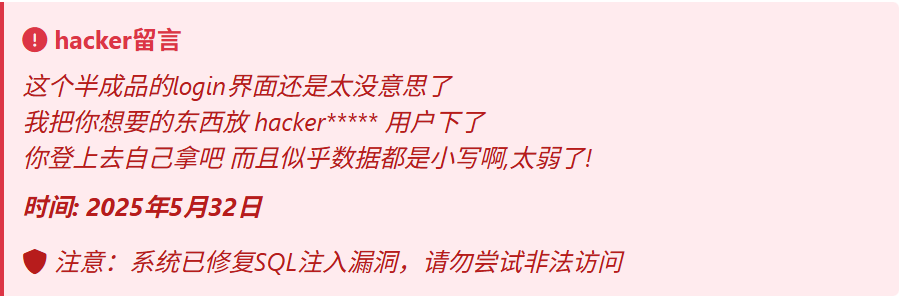 hacker留言
这个半成品的login界面还是太没意思了
我把你想要的东西放 hacker***** 用户下了
你登上去自己拿吧 而且似乎数据都是小写啊,太弱了!
时间: 2025年5月32日
注意：系统已修复SQL注入漏洞，请勿尝试非法访问